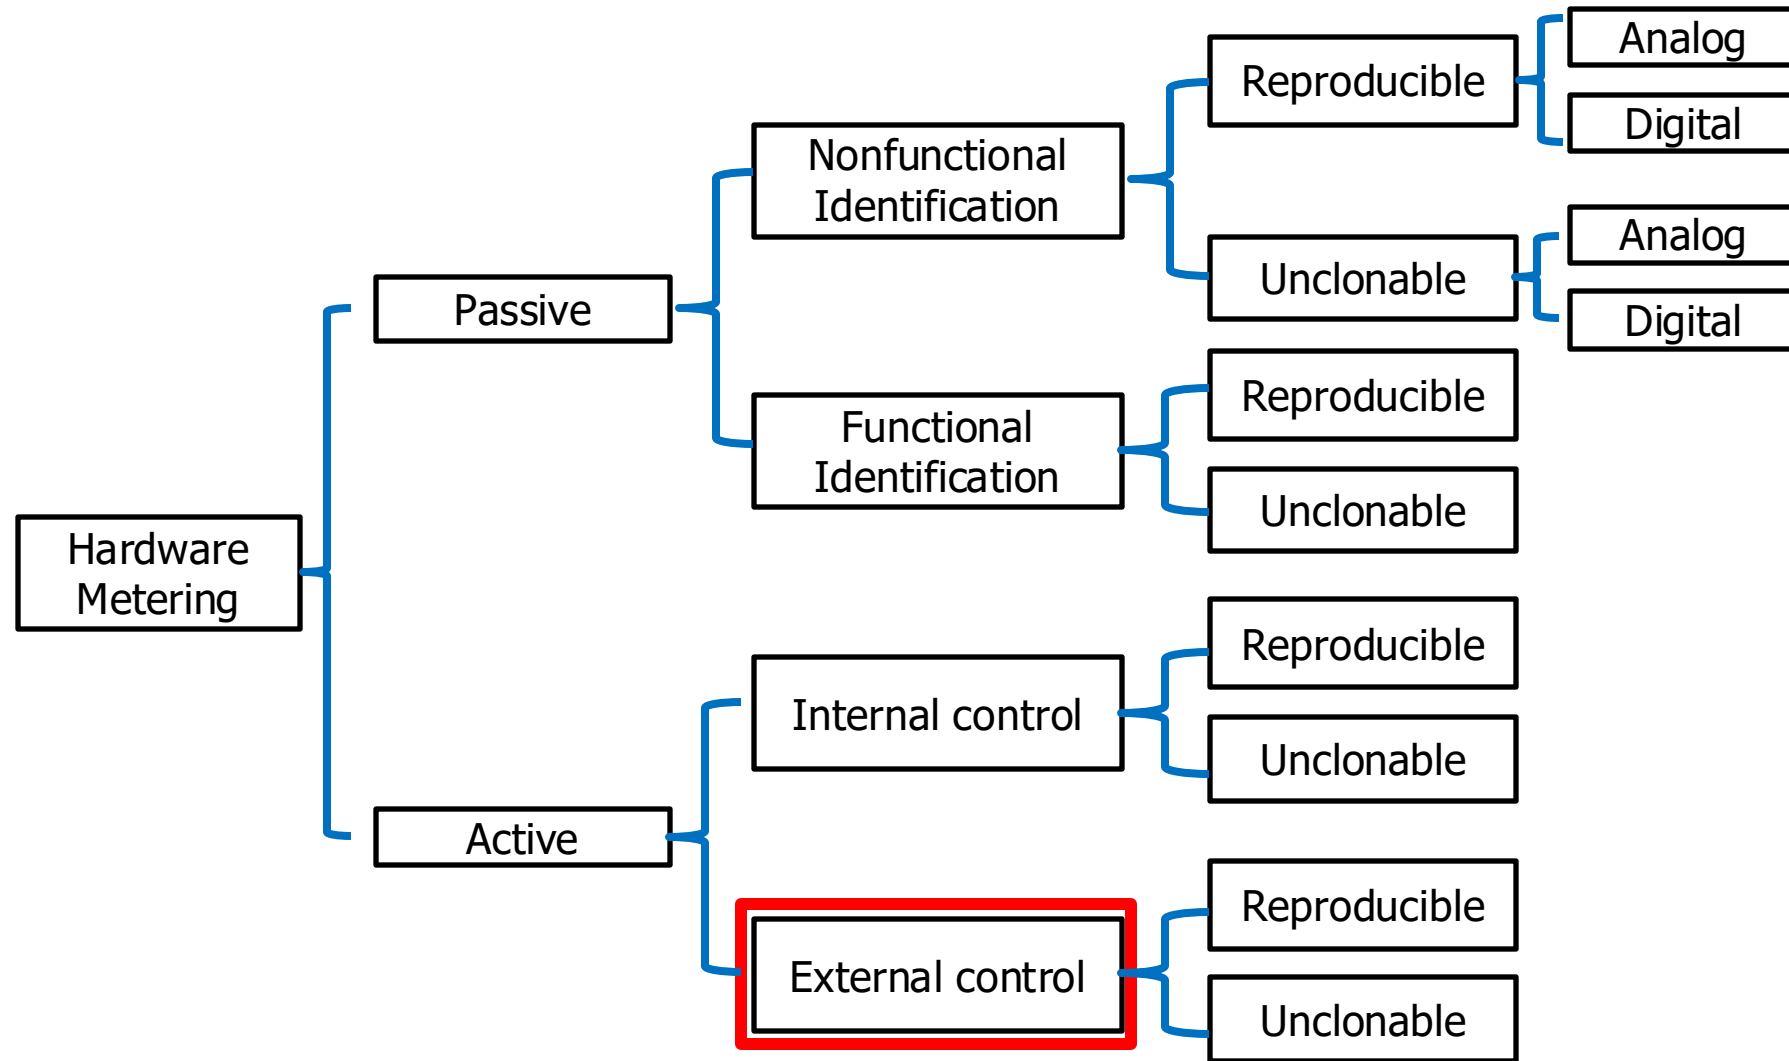 Analog
Reproducible
Digital
Nonfunctional
Identification
Analog
Unclonable
Digital
Passive
Reproducible
Functional
Identification
Unclonable
Hardware
Metering
Reproducible
Internal control
Unclonable
Active
Reproducible
External control
Unclonable